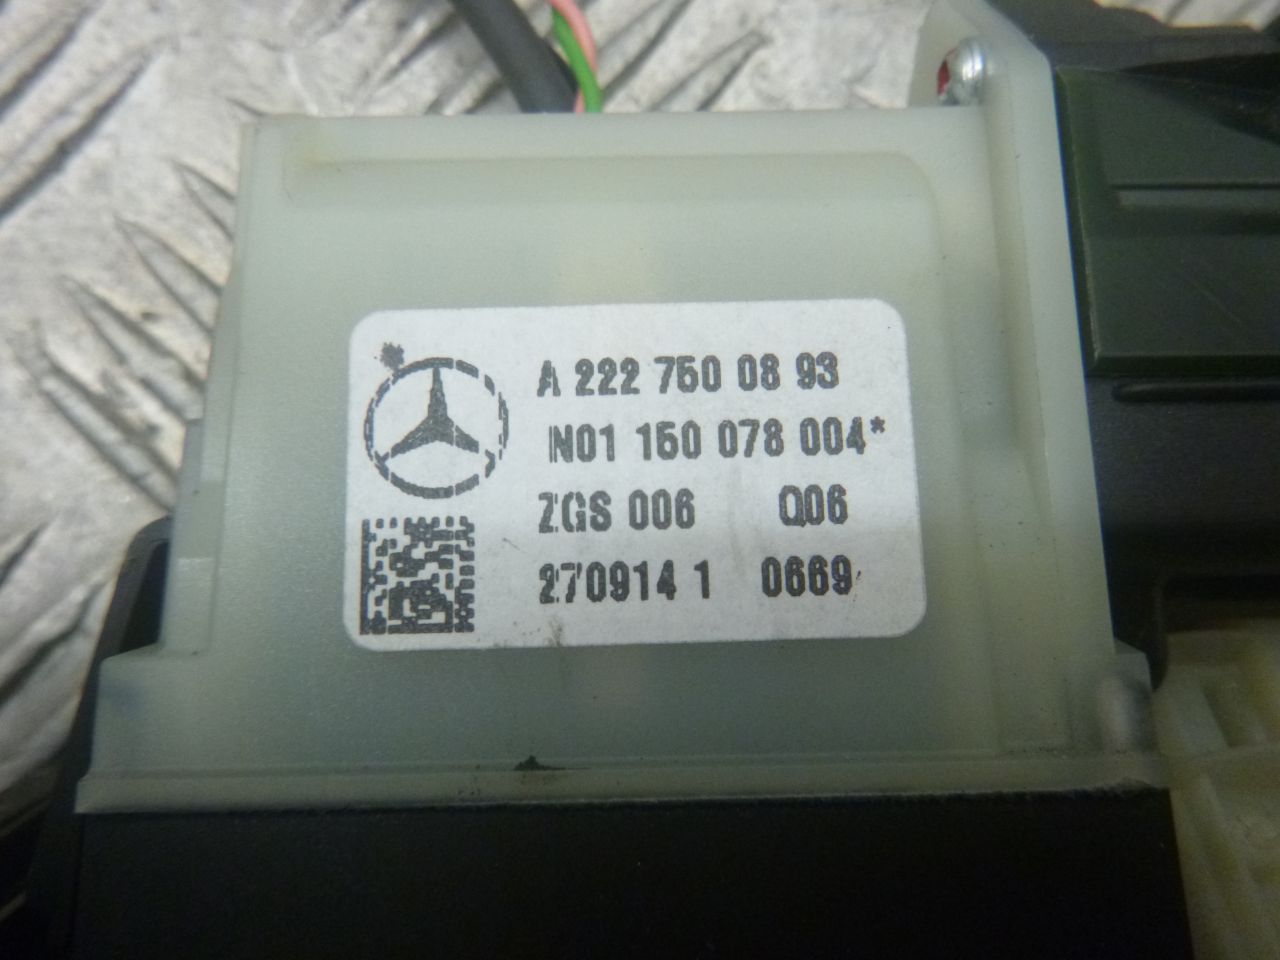 A 222 750 08 93
N01 150 078 004*
ZGS 006 Q06
270914 1 0669